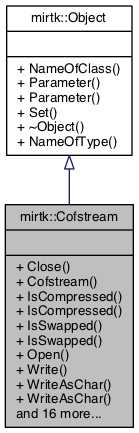 mirtk::Object
+ NameOfClass()
+ Parameter()
+ Parameter()
+ Set()
+ ~Object()
+ NameOfType()
mirtk::Cofstream
+ Close()
+ Cofstream()
+ IsCompressed()
+ IsCompressed()
+ IsSwapped()
+ IsSwapped()
+ Open()
+ Write()
+ WriteAsChar()
+ WriteAsChar()
and 16 more...